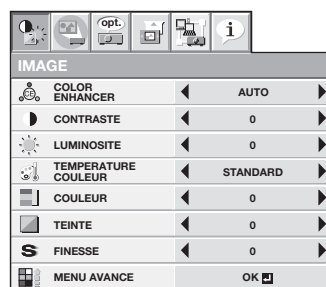 opt.
i
IMAGE
CE
COLOR ENHANCER AUTO
CONTRASTE 0
LUMINOSITE 0
TEMPERATURE COULEUR STANDARD
COULEUR 0
TEINTE 0
S FINESSE 0
MENU AVANCE OK